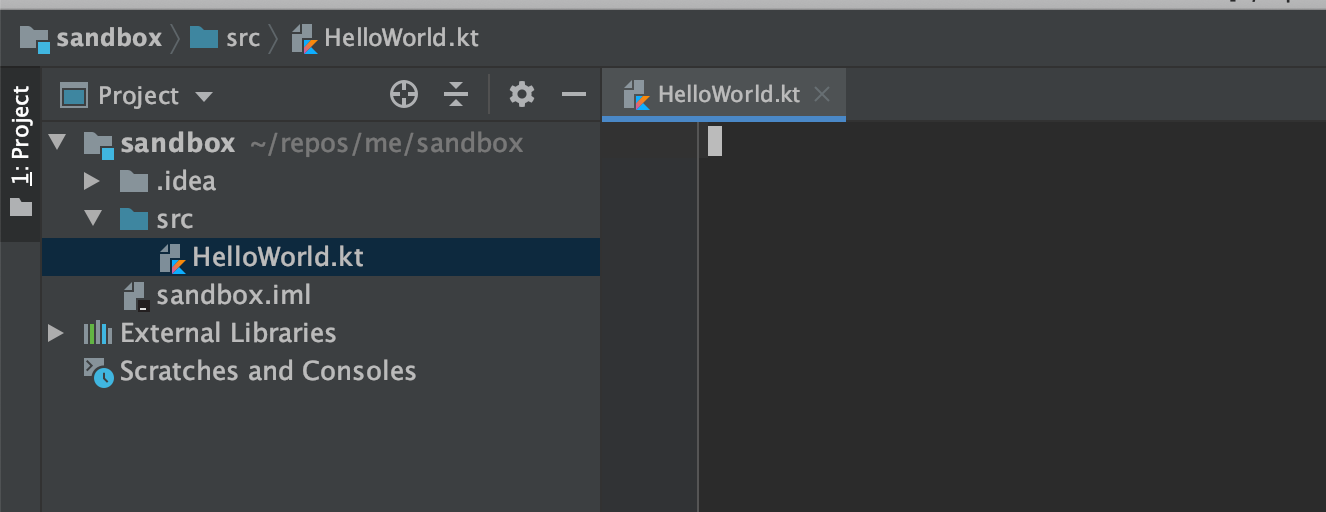 sandbox src HelloWorld.kt
1: Project
Project
HelloWorld.kt
sandbox ~/repos/me/sandbox
.idea
src
HelloWorld.kt
sandbox.iml
External Libraries
Scratches and Consoles